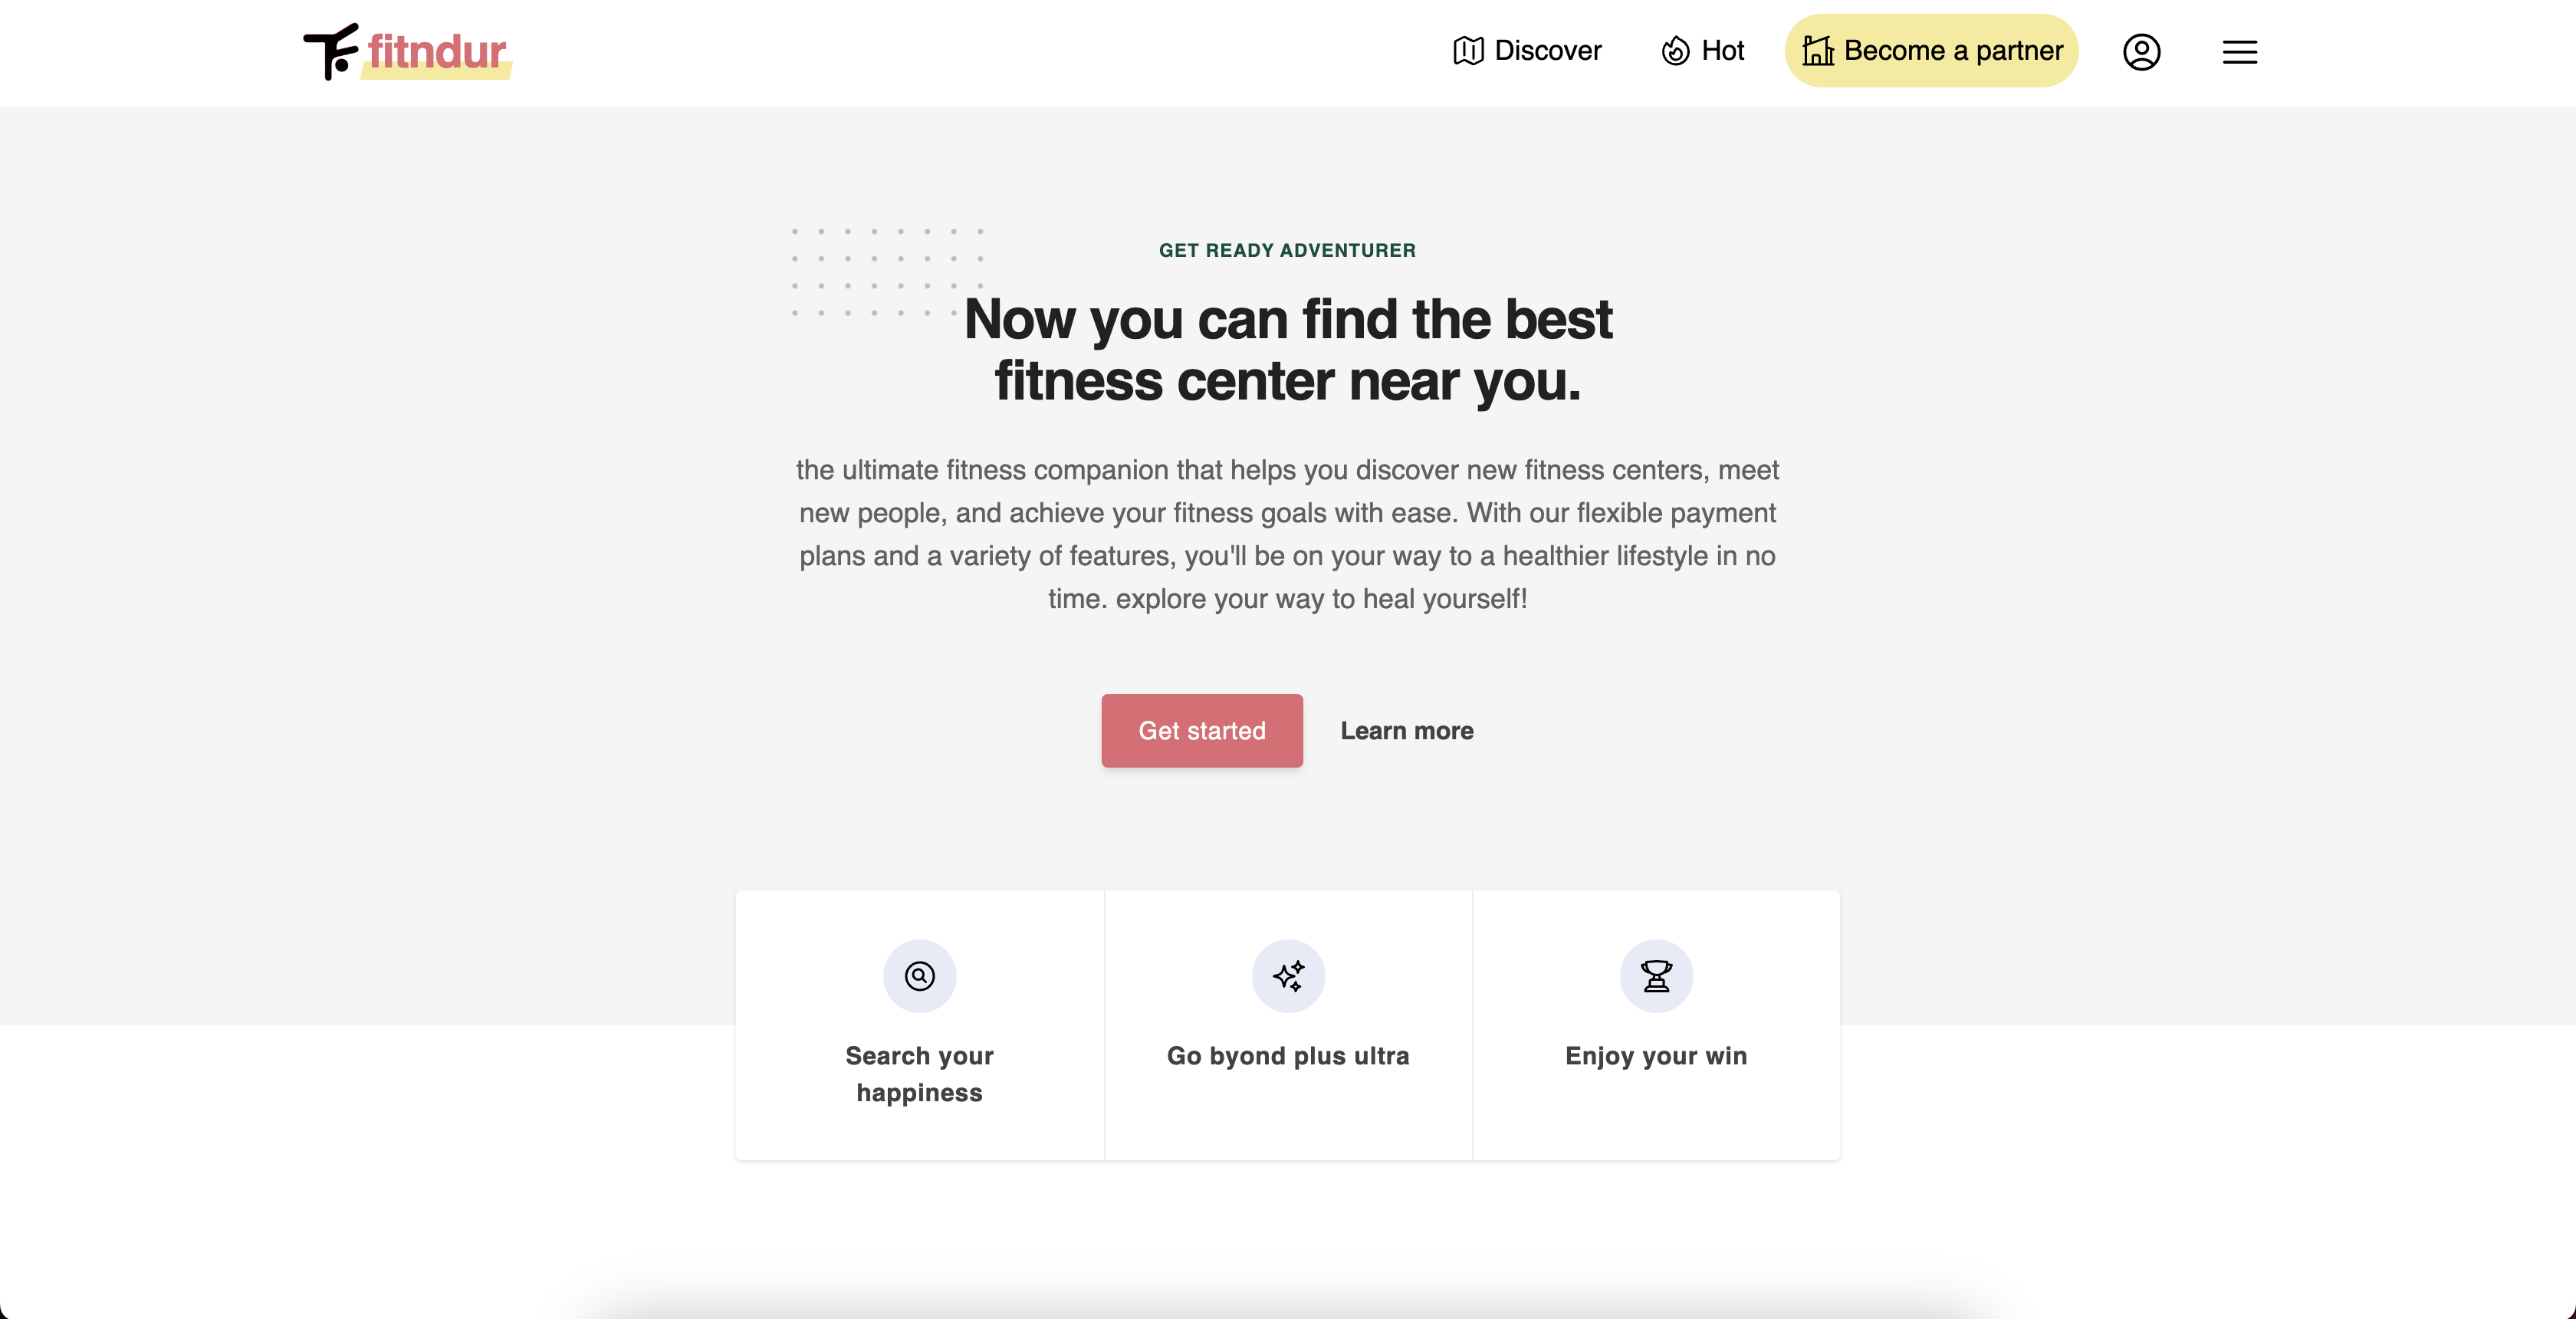 fitndur
Discover
Hot
Become a partner
GET READY ADVENTURER
Now you can find the best
fitness center near you.
the ultimate fitness companion that helps you discover new fitness centers, meet
new people, and achieve your fitness goals with ease. With our flexible payment
plans and a variety of features, you'll be on your way to a healthier lifestyle in no
time. explore your way to heal yourself!
Get started
Learn more
Search your
happiness
Go byond plus ultra
Enjoy your win